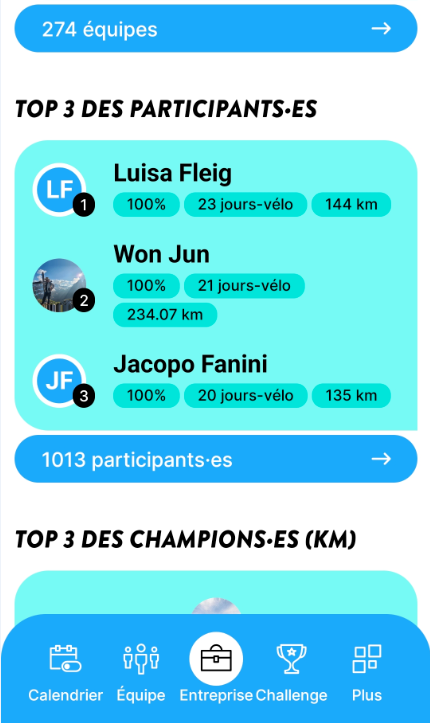 274 équipes
TOP 3 DES PARTICIPANTS·ES
LF
1
Luisa Fleig
100% 23 jours-vélo 144 km
2
Won Jun
100% 21 jours-vélo
234.07 km
JF
3
Jacopo Fanini
100% 20 jours-vélo 135 km
1013 participants·es
TOP 3 DES CHAMPIONS·ES (KM)
Calendrier Équipe Entreprise Challenge Plus